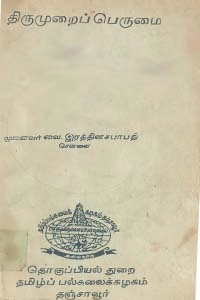 திருமுறைப் பெருமை
முனைவர் வை. இரத்தினசபாபதி
சென்னை
தொகுப்பியல் துறை
தமிழ்ப் பல்கலைக்கழகம்
தஞ்சாவூர்